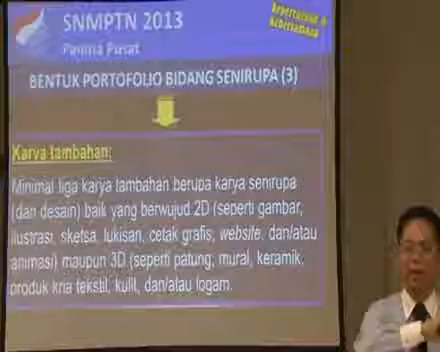 SNMPTN 2013
Panitia Pusat
BENTUK PORTOFOLIO BIDANG SENIRUPA (3)
Karya tambahan:
Minimal tiga karya tambahan berupa karya senirupa
(dan desain) baik yang berwujud 2D (seperti gambar,
ilustrasi, sketsa, lukisan, cetak grafis, website, dan/atau
animasi) maupun 3D (seperti patung, mural, keramik,
produk kria tekstil, kulit, dan/atau logam.